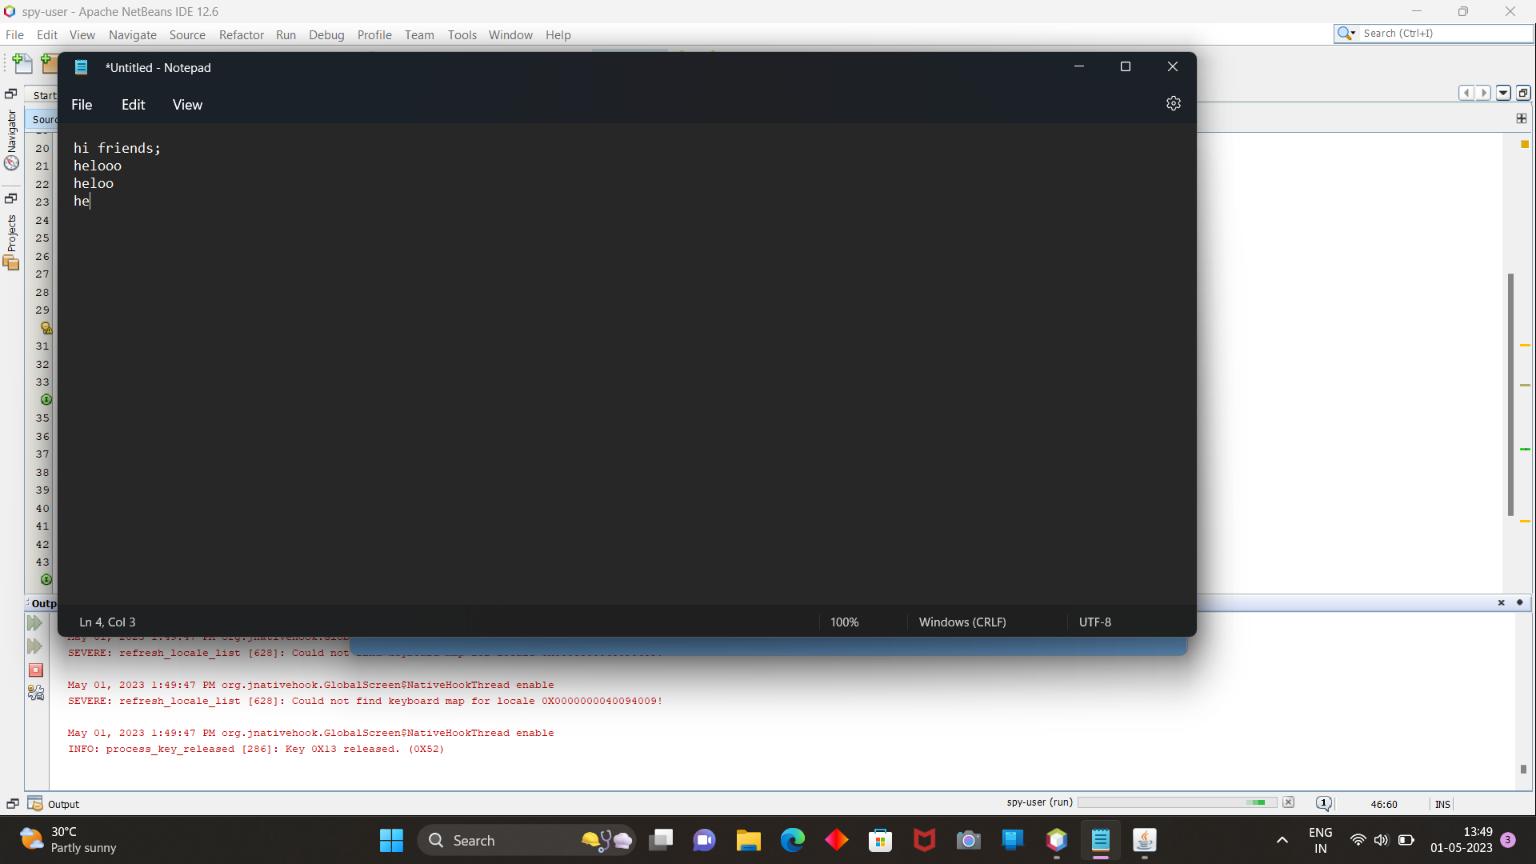 spy-user - Apache NetBeans IDE 12.6
File Edit View Navigate Source Refactor Run Debug Profile Team Tools Window Help
Search (Ctrl+I)
*Untitled - Notepad
Start
File Edit View
Navigator
hi friends;
helooo
heloo
he
Projects
20
21
22
23
24
25
26
27
28
29
31
32
33
35
36
37
38
39
40
41
42
43
Ln 4, Col 3
100%
Windows (CRLF)
UTF-8
SEVERE: refresh_locale_list [628]: Could not
May 01, 2023 1:49:47 PM org.jnativehook.GlobalScreen$NativeHookThread enable
SEVERE: refresh_locale_list [628]: Could not find keyboard map for locale 0X0000000040094009!
May 01, 2023 1:49:47 PM org.jnativehook.GlobalScreen$NativeHookThread enable
INFO: process_key_released [286]: Key 0X13 released. (0X52)
Output
spy-user (run)
1
46:60
INS
30°C
Partly sunny
Search
ENG
IN
13:49
01-05-2023
3